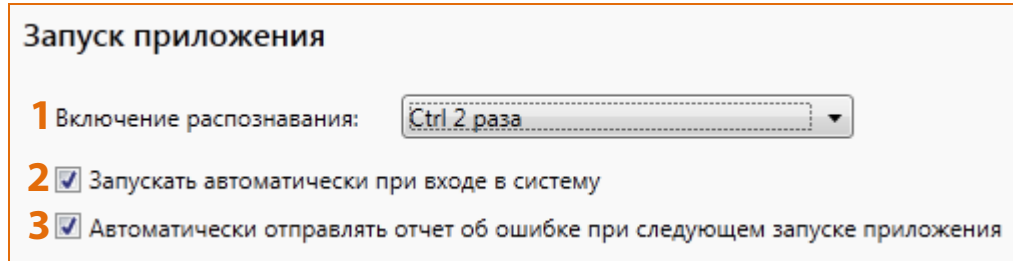 Запуск приложения
1 Включение распознавания: Ctrl 2 раза
2 Запускать автоматически при входе в систему
3 Автоматически отправлять отчет об ошибке при следующем запуске приложения